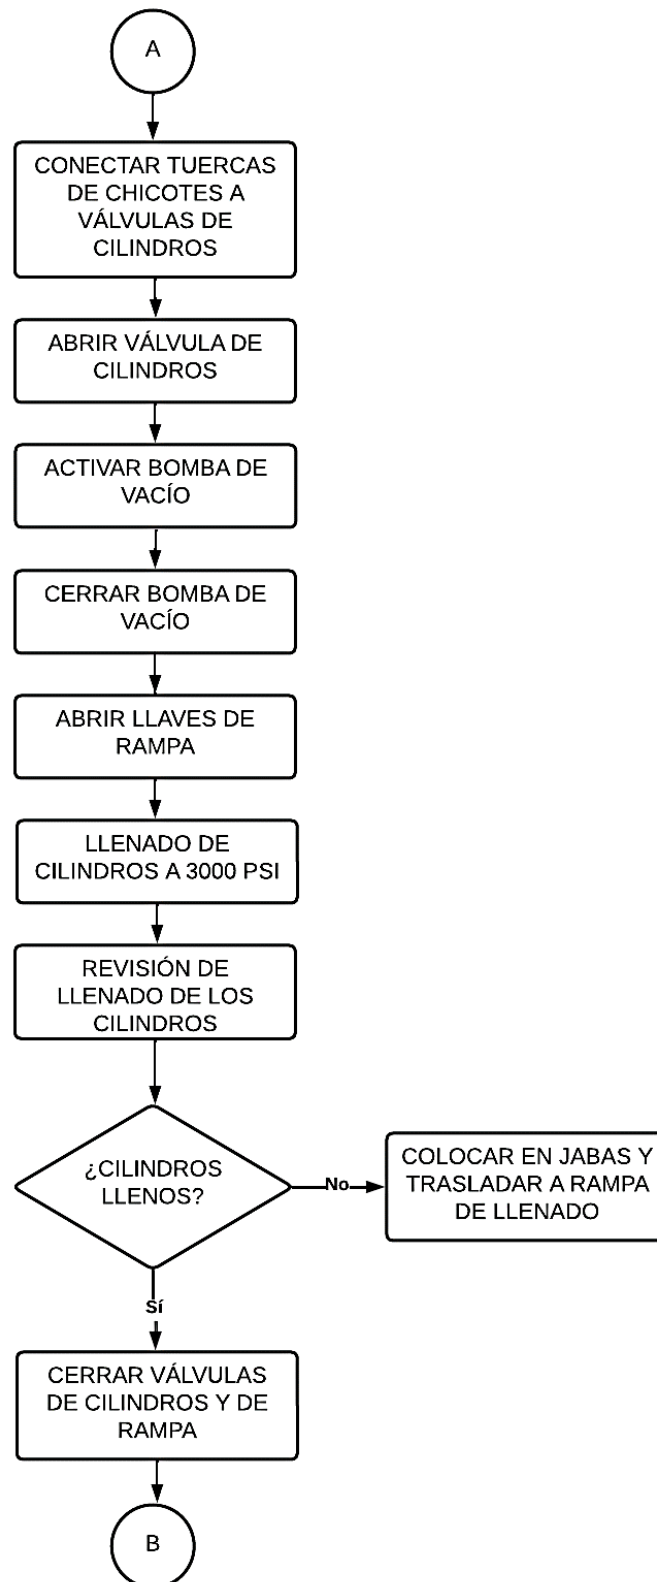 A
CONECTAR TUERCAS
DE CHICOTES A
VÁLVULAS DE
CILINDROS
ABRIR VÁLVULA DE
CILINDROS
ACTIVAR BOMBA DE
VACÍO
CERRAR BOMBA DE
VACÍO
ABRIR LLAVES DE
RAMPA
LLENADO DE
CILINDROS A 3000 PSI
REVISIÓN DE
LLENADO DE LOS
CILINDROS
¿CILINDROS
LLENOS?
No
COLOCAR EN JABAS Y
TRASLADAR A RAMPA
DE LLENADO
Sí
CERRAR VÁLVULAS
DE CILINDROS Y DE
RAMPA
B